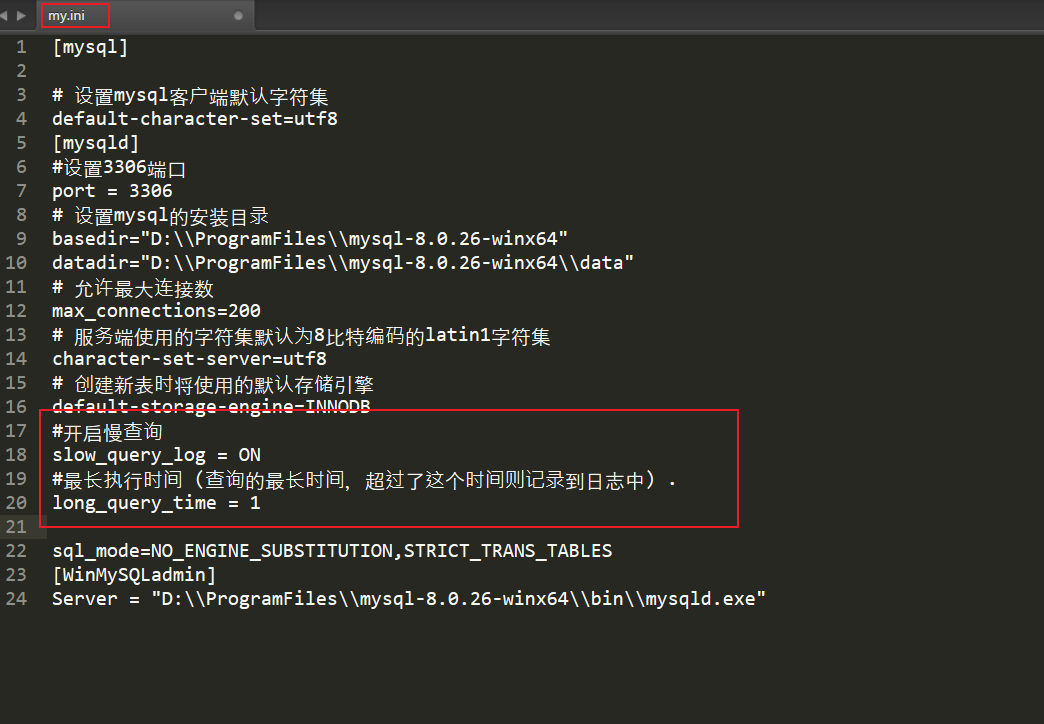 my.ini
1 [mysql]
2
3 # 设置mysql客户端默认字符集
4 default-character-set=utf8
5 [mysqld]
6 #设置3306端口
7 port = 3306
8 # 设置mysql的安装目录
9 basedir="D:\\ProgramFiles\\mysql-8.0.26-winx64"
10 datadir="D:\\ProgramFiles\\mysql-8.0.26-winx64\\data"
11 # 允许最大连接数
12 max_connections=200
13 # 服务端使用的字符集默认为8比特编码的latin1字符集
14 character-set-server=utf8
15 # 创建新表时将使用的默认存储引擎
16 default-storage-engine=INNODB
17 #开启慢查询
18 slow_query_log = ON
19 #最长执行时间（查询的最长时间，超过了这个时间则记录到日志中）.
20 long_query_time = 1
21
22 sql_mode=NO_ENGINE_SUBSTITUTION,STRICT_TRANS_TABLES
23 [WinMySQLadmin]
24 Server = "D:\\ProgramFiles\\mysql-8.0.26-winx64\\bin\\mysqld.exe"